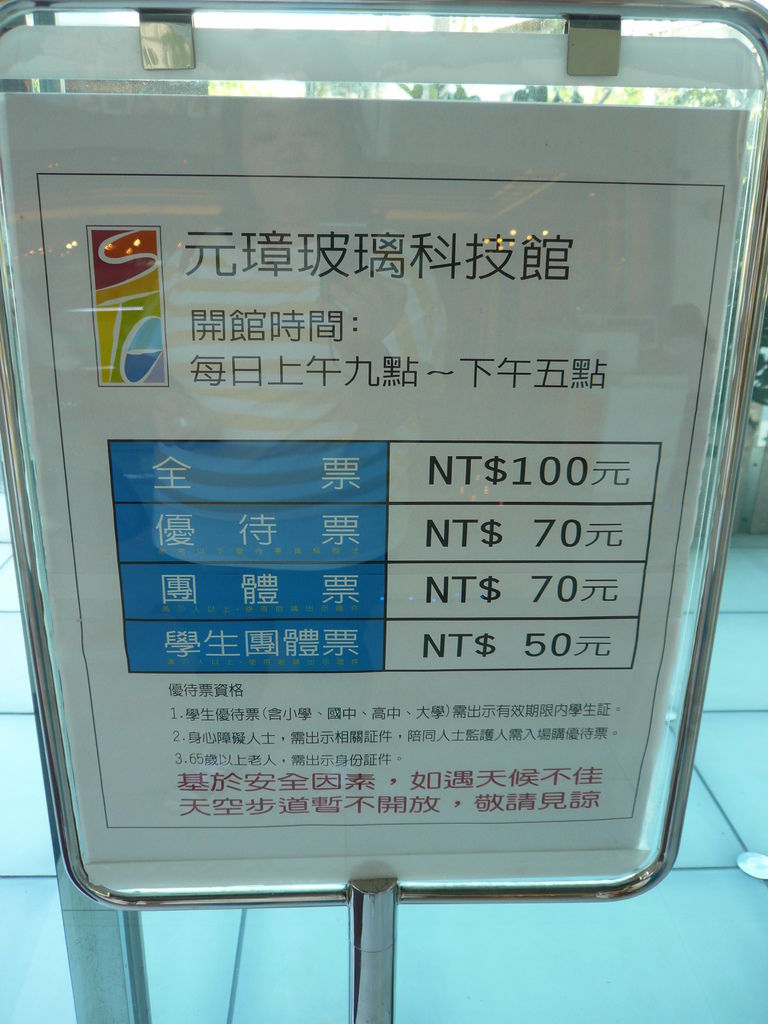 STG
元璋玻璃科技館
開館時間：
每日上午九點～下午五點
全票 NT$100元
優待票 NT$ 70元
團體票 NT$ 70元
學生團體票 NT$ 50元
優待票資格
1.學生優待票(含小學、國中、高中、大學)需出示有效期限內學生証。
2.身心障礙人士，需出示相關証件，陪同人士監護人需入場購優待票。
3.65歲以上老人，需出示身份証件。
基於安全因素，如遇天候不佳
天空步道暫不開放，敬請見諒